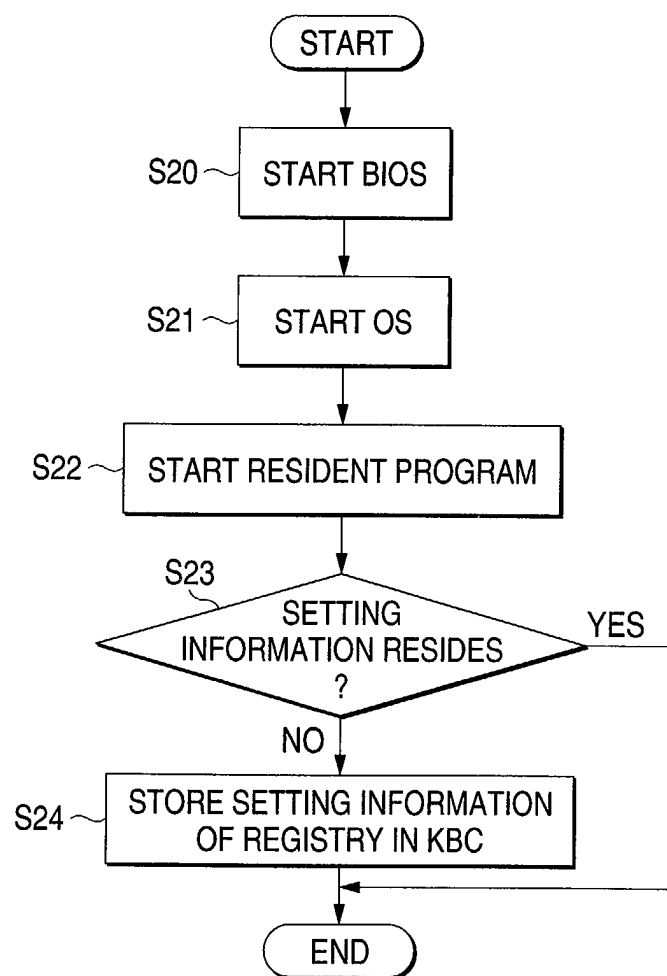 START
S20
START BIOS
S21
START OS
S22
START RESIDENT PROGRAM
S23
SETTING
INFORMATION RESIDES
?
YES
NO
S24
STORE SETTING INFORMATION
OF REGISTRY IN KBC
END